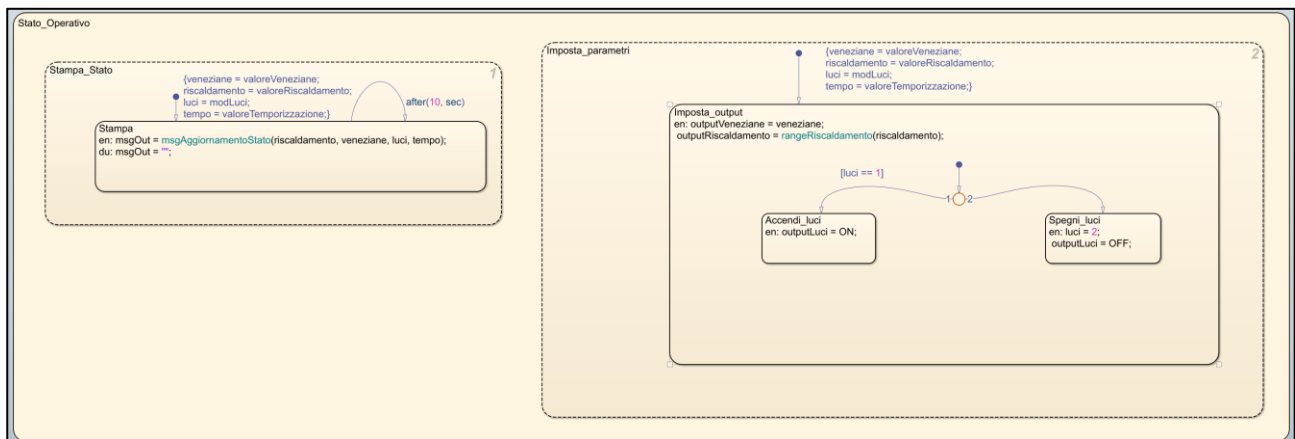 Stato_Operativo
Stampa_Stato
1
{veneziane = valoreVeneziane;
riscaldamento = valoreRiscaldamento;
luci = modLuci;
tempo = valoreTemporizzazione;}
after(10, sec)
Stampa
en: msgOut = msgAggiornamentoStato(riscaldamento, veneziane, luci, tempo);
du: msgOut = "";
Imposta_parametri
2
{veneziane = valoreVeneziane;
riscaldamento = valoreRiscaldamento;
luci = modLuci;
tempo = valoreTemporizzazione;}
Imposta_output
en: outputVeneziane = veneziane;
outputRiscaldamento = rangeRiscaldamento(riscaldamento);
[luci == 1]
1 2
Accendi_luci
en: outputLuci = ON;
Spegni_luci
en: luci = 2;
outputLuci = OFF;